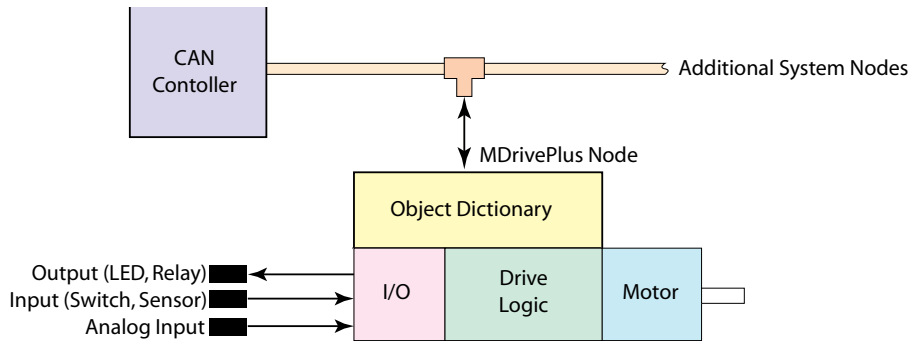 CAN
Contoller
Additional System Nodes
MDrivePlus Node
Object Dictionary
Output (LED, Relay)
Input (Switch, Sensor)
Analog Input
I/O
Drive
Logic
Motor